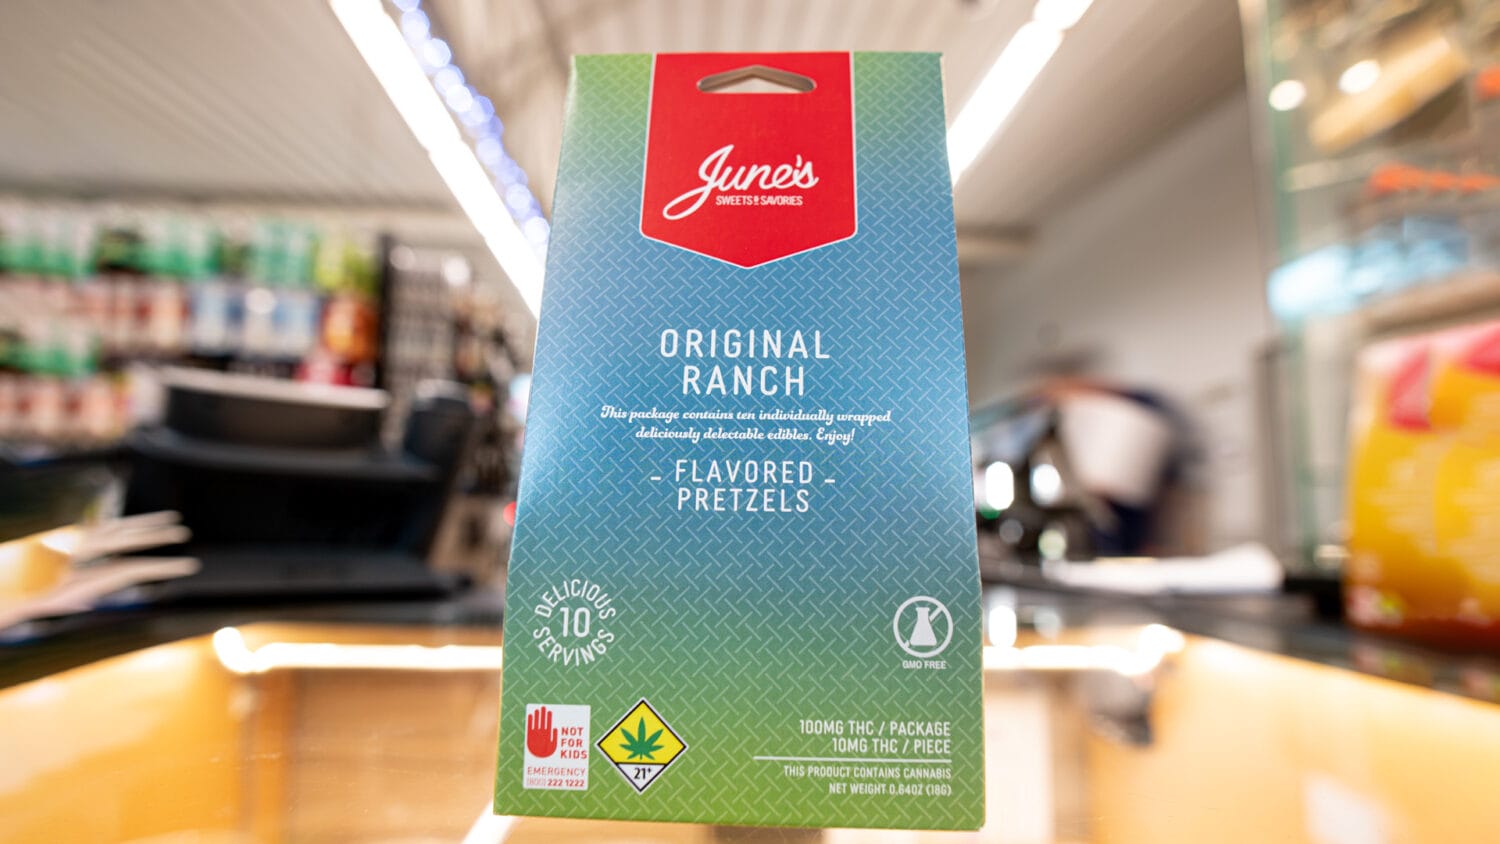 June's
SWEETS & SAVORIES
ORIGINAL
RANCH
This package contains ten individually wrapped
deliciously delectable edibles. Enjoy!
- FLAVORED -
PRETZELS
DELICIOUS
10
SERVINGS
GMO FREE
NOT
FOR
KIDS
EMERGENCY
(800) 222 1222
21+
100MG THC / PACKAGE
10MG THC / PIECE
THIS PRODUCT CONTAINS CANNABIS
NET WEIGHT 0.64OZ (18G)